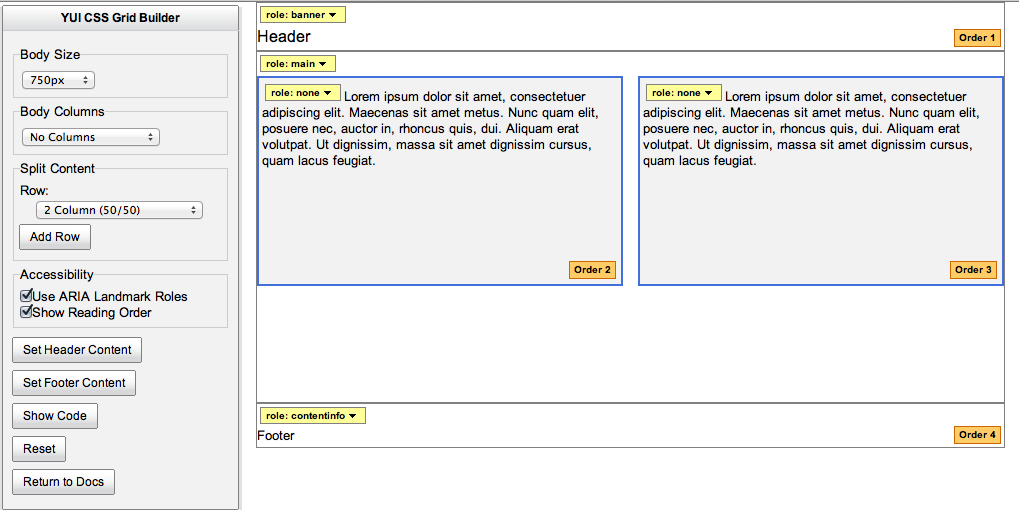 YUI CSS Grid Builder
Body Size
750px
Body Columns
No Columns
Split Content
Row:
2 Column (50/50)
Add Row
Accessibility
Use ARIA Landmark Roles
Show Reading Order
Set Header Content
Set Footer Content
Show Code
Reset
Return to Docs
role: banner
Header
Order 1
role: main
role: none Lorem ipsum dolor sit amet, consectetuer
adipiscing elit. Maecenas sit amet metus. Nunc quam elit,
posuere nec, auctor in, rhoncus quis, dui. Aliquam erat
volutpat. Ut dignissim, massa sit amet dignissim cursus,
quam lacus feugiat.
Order 2
role: none Lorem ipsum dolor sit amet, consectetuer
adipiscing elit. Maecenas sit amet metus. Nunc quam elit,
posuere nec, auctor in, rhoncus quis, dui. Aliquam erat
volutpat. Ut dignissim, massa sit amet dignissim cursus,
quam lacus feugiat.
Order 3
role: contentinfo
Footer
Order 4